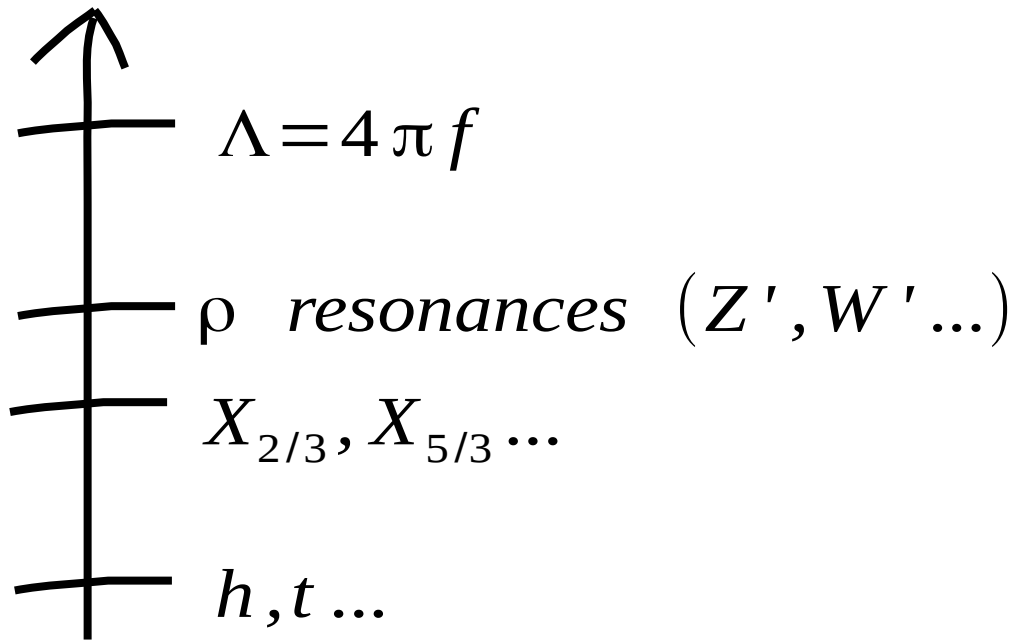 Λ=4πf
ρ resonances (Z', W'...)
X2/3, X5/3...
h,t...